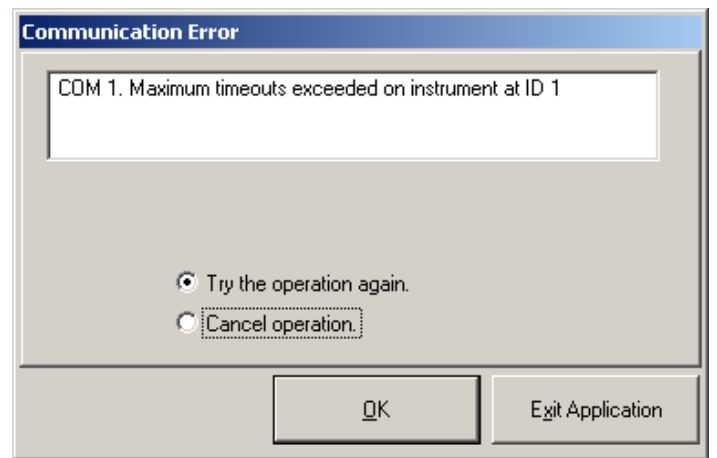 Communication Error
COM 1. Maximum timeouts exceeded on instrument at ID 1
Try the operation again.
Cancel operation.
OK
Exit Application